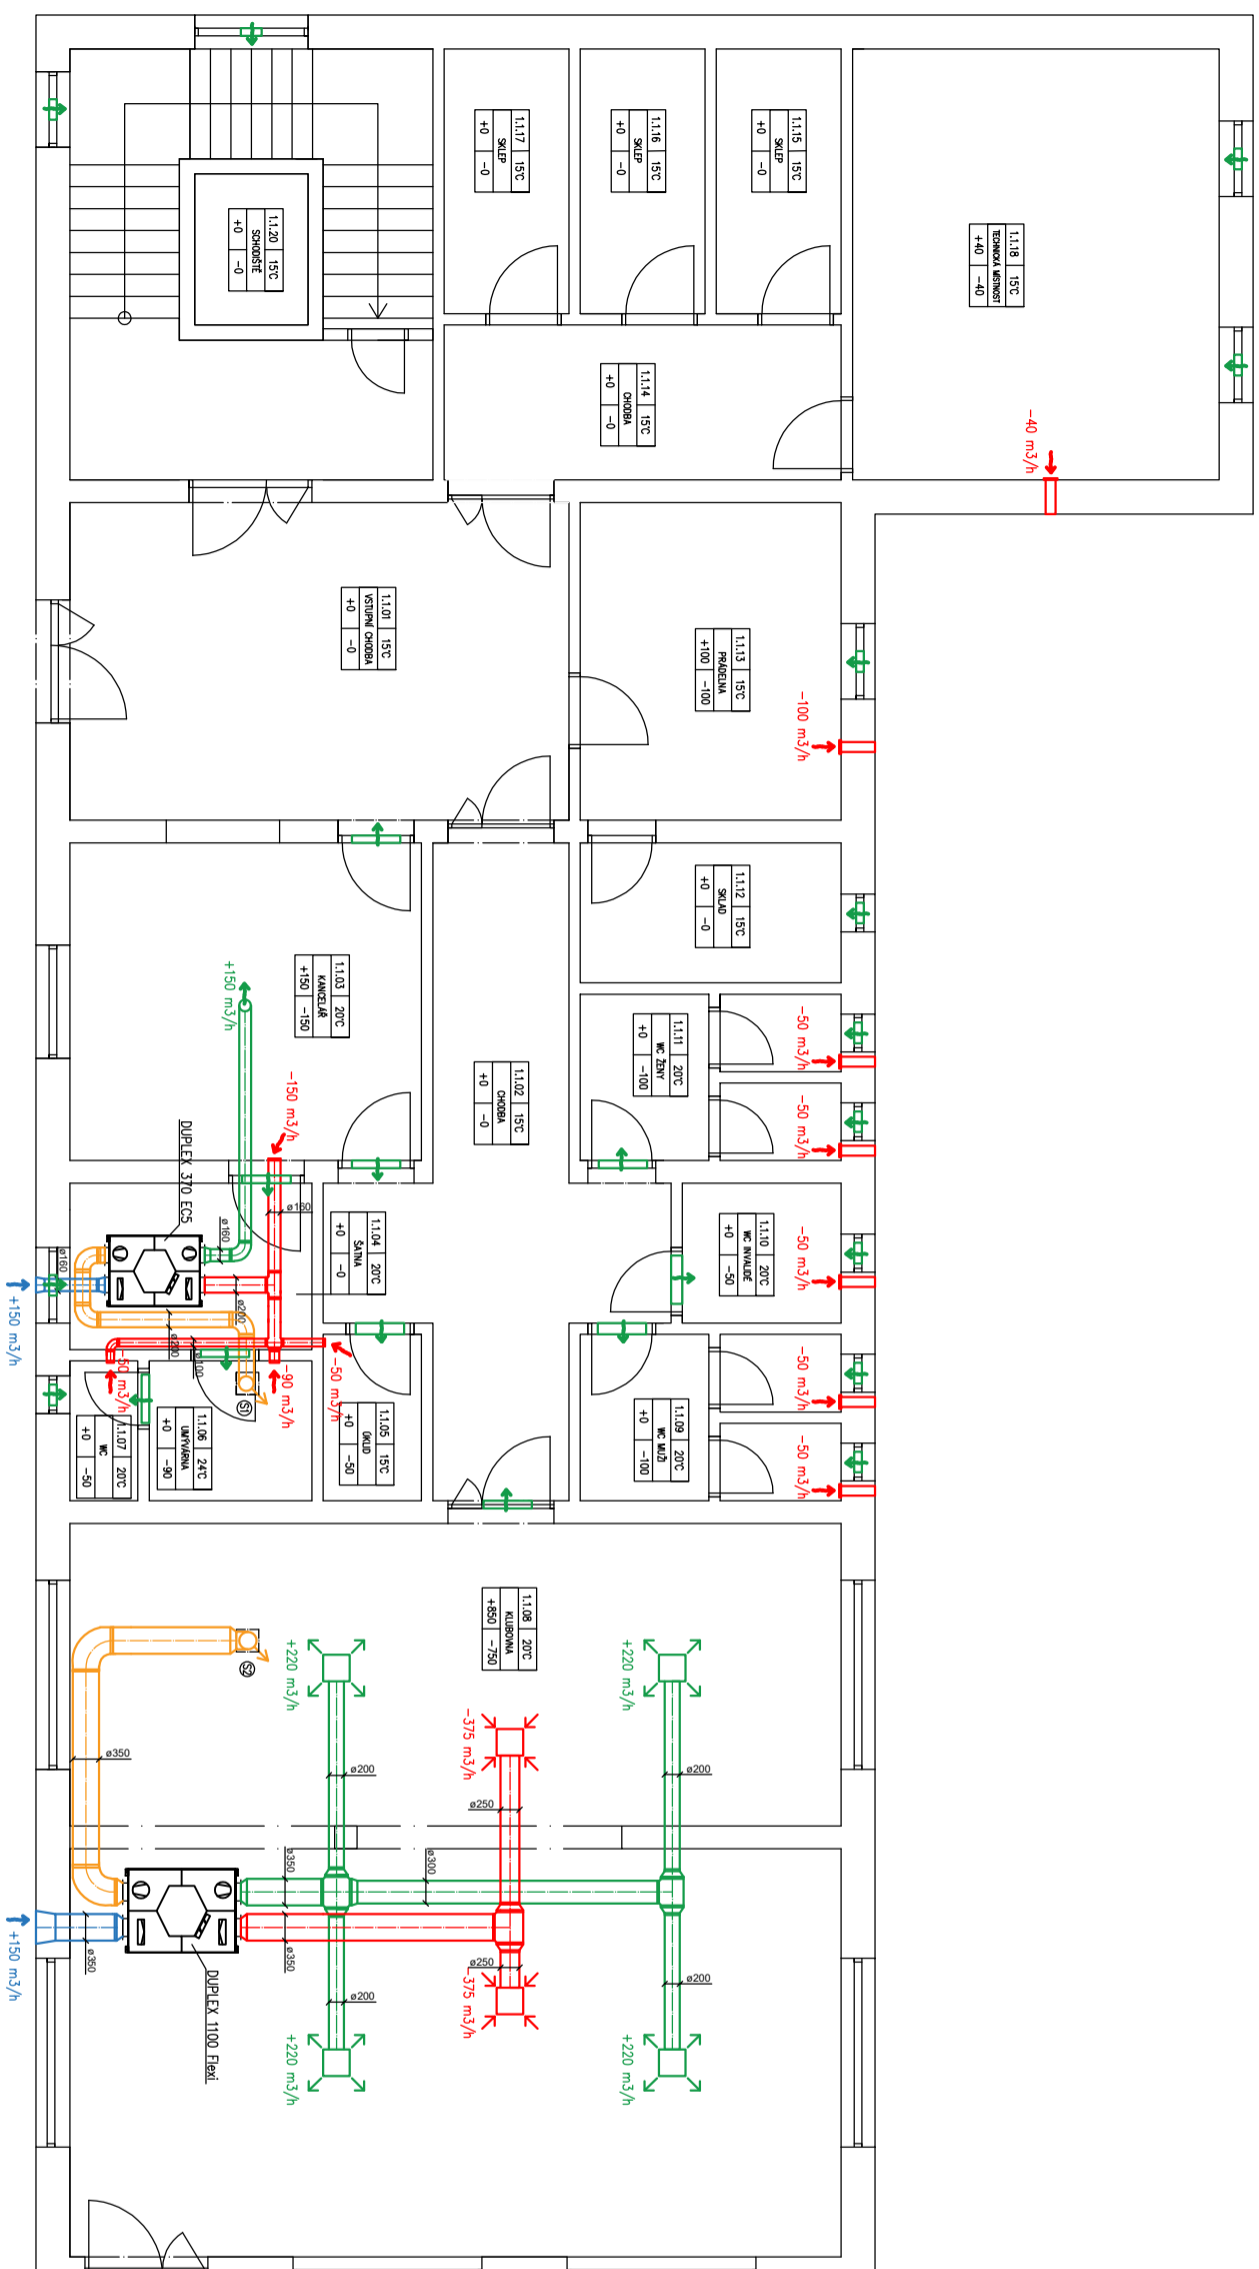 1.1.15 15°C
SKLEP
+0 -0
1.1.16 15°C
SKLEP
+0 -0
1.1.17 15°C
SKLEP
+0 -0
1.1.18 15°C
TECHNICKÁ MÍSTNOST
+40 -40
1.1.20 15°C
SCHODIŠTĚ
+0 -0
1.1.14 15°C
CHODBA
+0 -0
-40 m3/h
1.1.01 15°C
VSTUPNÍ CHODBA
+0 -0
1.1.13 15°C
PRÁDELNA
+100 -100
-100 m3/h
1.1.12 15°C
SKLAD
+0 -0
1.1.03 20°C
KANCELÁŘ
+150 -150
+150 m3/h
-150 m3/h
1.1.02 15°C
CHODBA
+0 -0
1.1.11 20°C
WC ŽENY
+0 -100
-50 m3/h
-50 m3/h
DUPLEX 370 EC5
ø160
ø160
ø160
ø200
ø200
ø100
+150 m3/h
1.1.04 20°C
ŠATNA
+0 -0
1.1.10 20°C
WC INVALIDÉ
+0 -50
-50 m3/h
-50 m3/h
-90 m3/h
-50 m3/h
S1
1.1.05 15°C
ÚKLID
+0 -50
1.1.06 24°C
UMÝVÁRNA
+0 -90
1.1.07 20°C
WC
+0 -50
1.1.09 20°C
WC MUŽI
+0 -100
-50 m3/h
-50 m3/h
1.1.08 20°C
KLUBOVNA
+850 -750
S2
+220 m3/h
+220 m3/h
-375 m3/h
ø350
ø200
ø250
ø200
ø350
ø300
ø350
ø350
ø250
ø200
ø200
-375 m3/h
DUPLEX 1100 Flexi
+150 m3/h
+220 m3/h
+220 m3/h